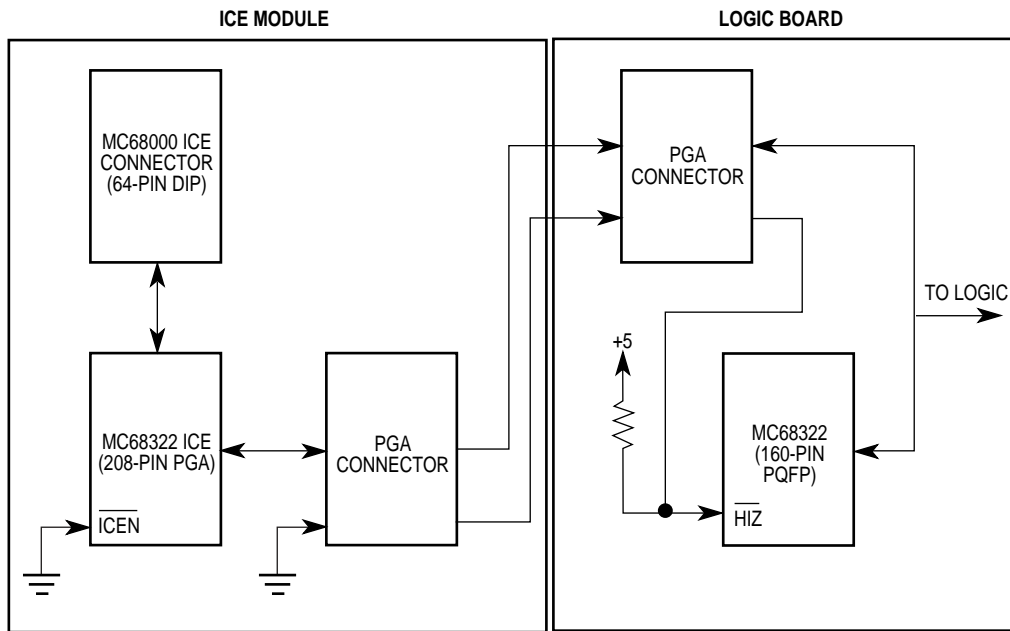 ICE MODULE
LOGIC BOARD
MC68000 ICE
CONNECTOR
(64-PIN DIP)
PGA
CONNECTOR
TO LOGIC
+5
MC68322 ICE
(208-PIN PGA)
ICEN
PGA
CONNECTOR
MC68322
(160-PIN
PQFP)
HIZ